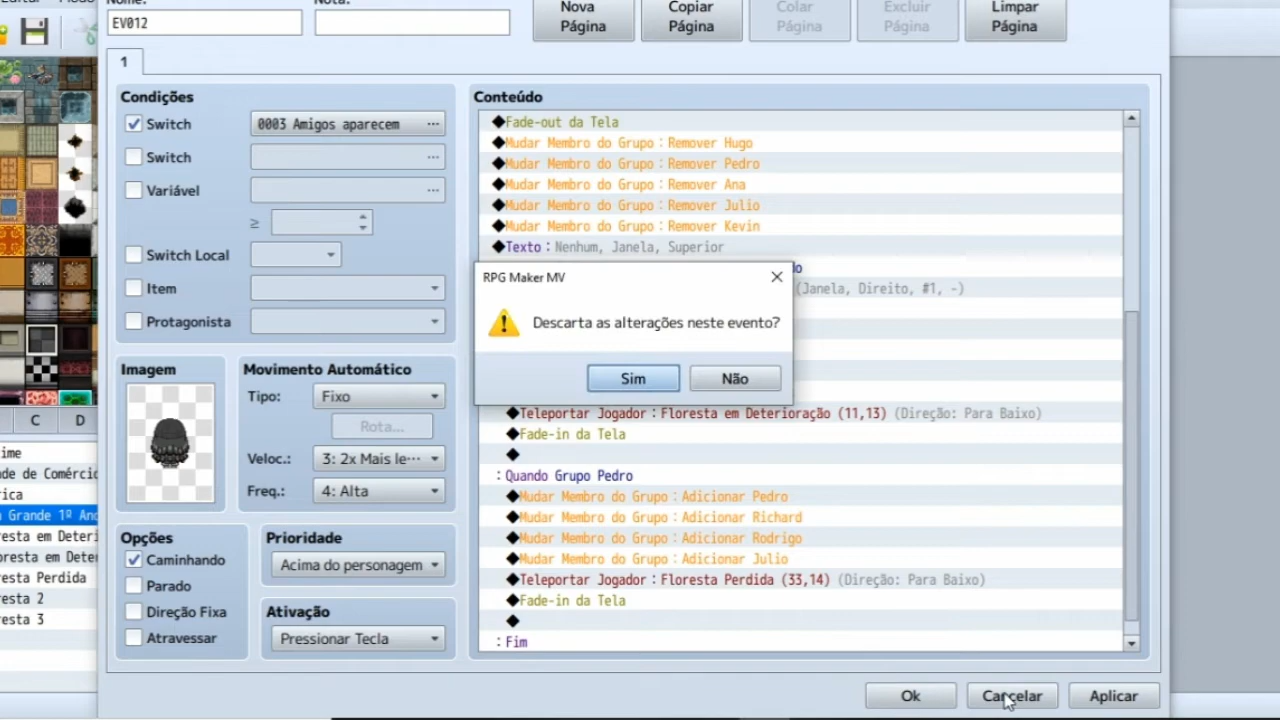 Nome:
Nota:
EV012
Nova
Página
Copiar
Página
Colar
Página
Excluir
Página
Limpar
Página
1
Condições
Switch
0003 Amigos aparecem ...
Switch
...
Variável
...
≥
Switch Local
Item
Protagonista
Imagem
Movimento Automático
Tipo:
Fixo
Rota...
Veloc.:
3: 2x Mais le...
Freq.:
4: Alta
Opções
Caminhando
Parado
Direção Fixa
Atravessar
Prioridade
Acima do personagem
Ativação
Pressionar Tecla
Conteúdo
◆Fade-out da Tela
◆Mudar Membro do Grupo：Remover Hugo
◆Mudar Membro do Grupo：Remover Pedro
◆Mudar Membro do Grupo：Remover Ana
◆Mudar Membro do Grupo：Remover Julio
◆Mudar Membro do Grupo：Remover Kevin
◆Texto：Nenhum, Janela, Superior
do
(Janela, Direito, #1, -)
RPG Maker MV
Descarta as alterações neste evento?
Sim
Não
◆Teleportar Jogador：Floresta em Deterioração (11,13) (Direção: Para Baixo)
◆Fade-in da Tela
◆
：Quando Grupo Pedro
◆Mudar Membro do Grupo：Adicionar Pedro
◆Mudar Membro do Grupo：Adicionar Richard
◆Mudar Membro do Grupo：Adicionar Rodrigo
◆Mudar Membro do Grupo：Adicionar Julio
◆Teleportar Jogador：Floresta Perdida (33,14) (Direção: Para Baixo)
◆Fade-in da Tela
◆
：Fim
Ok
Cancelar
Aplicar
C
D
ime
de de Comércio
ica
Grande 1º And
resta em Deteri
oresta em Deter
esta Perdida
resta 2
resta 3